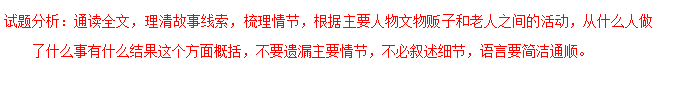 试题分析：通读全文，理清故事线索，梳理情节，根据主要人物文物贩子和老人之间的活动，从什么人做
了什么事有什么结果这个方面概括，不要遗漏主要情节，不必叙述细节，语言要简洁通顺。